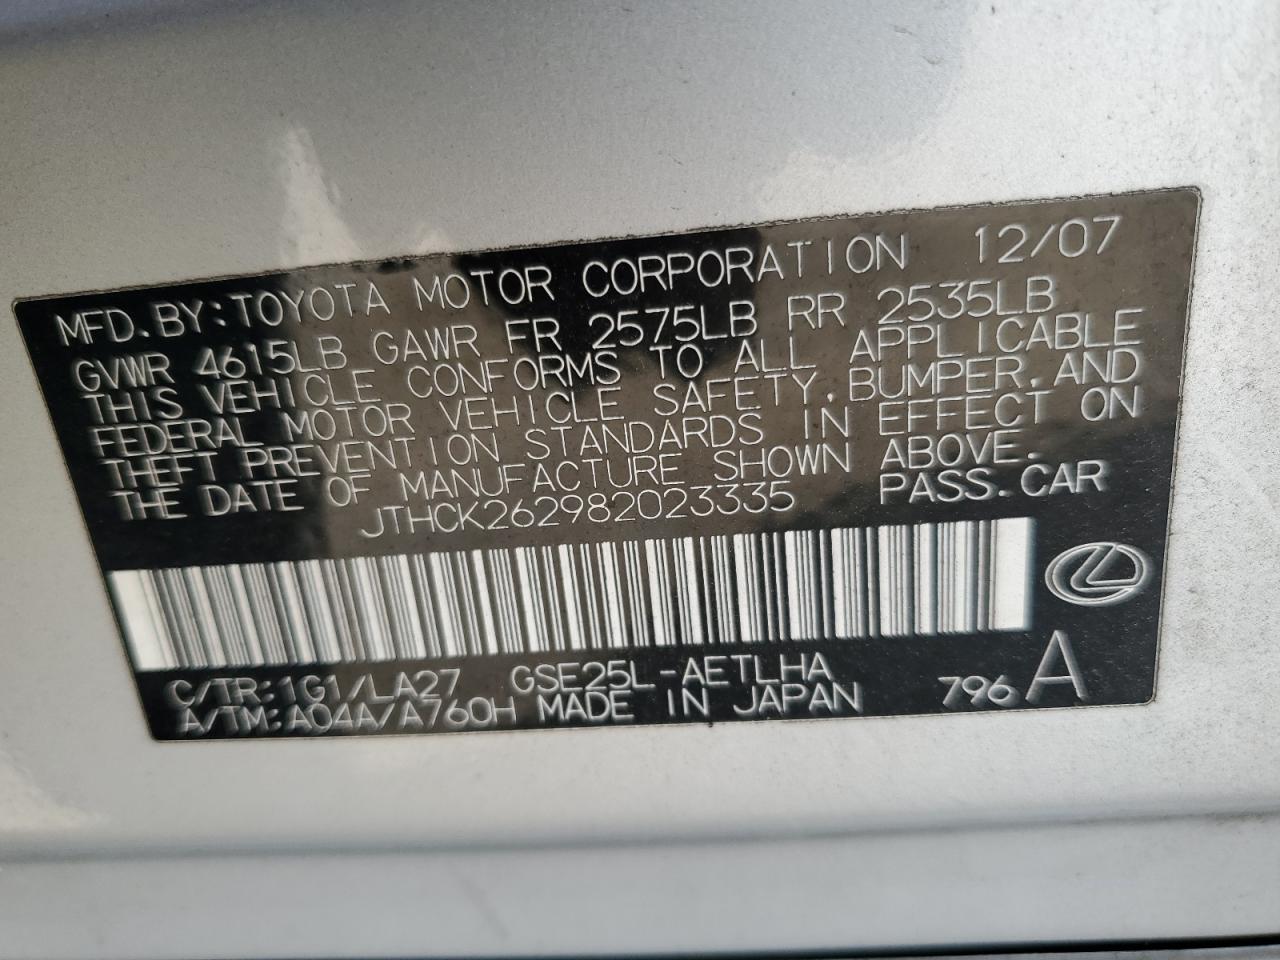 MFD. BY: TOYOTA MOTOR CORPORATION 12/07
GVWR 4615LB GAWR FR 2575LB RR 2535LB
THIS VEHICLE CONFORMS TO ALL APPLICABLE
FEDERAL MOTOR VEHICLE SAFETY, BUMPER, AND
THEFT PREVENTION STANDARDS IN EFFECT ON
THE DATE OF MANUFACTURE SHOWN ABOVE.
JTHCK262982023335 PASS. CAR
C/TR: 1G1/LA27 GSE25L-AETLHA
A/TM: A04A/A760H MADE IN JAPAN 796 A